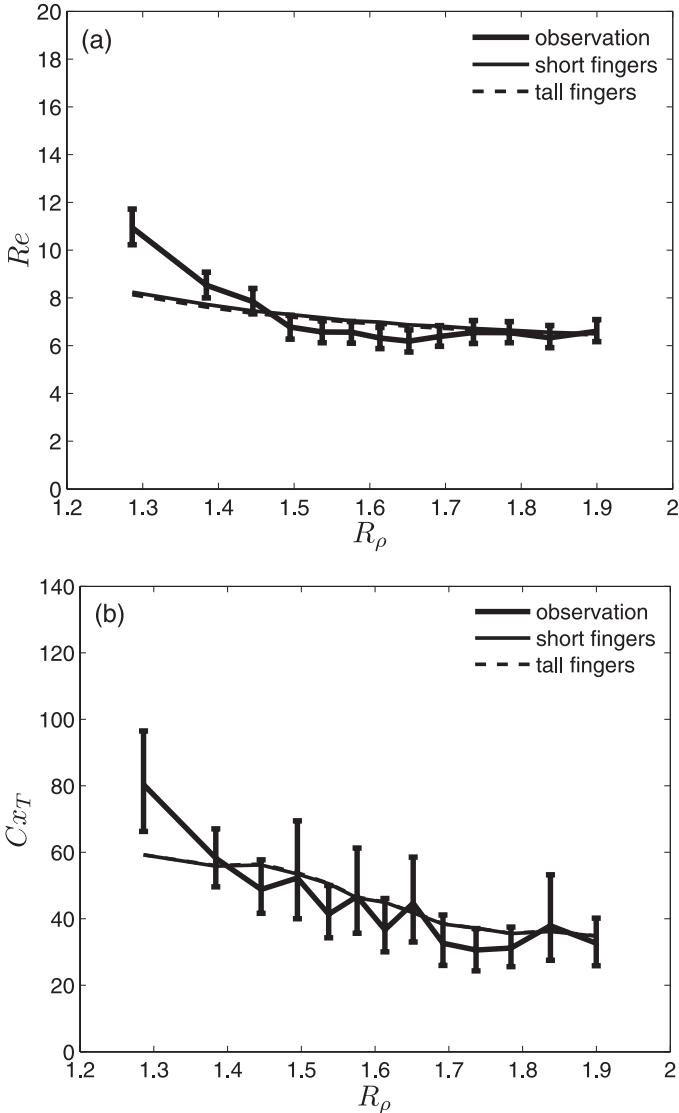 (a)
observation
short fingers
tall fingers
20
18
16
14
12
10
8
6
4
2
0
Re
1.2 1.3 1.4 1.5 1.6 1.7 1.8 1.9 2
Rρ
(b)
observation
short fingers
tall fingers
140
120
100
80
60
40
20
0
CxT
1.2 1.3 1.4 1.5 1.6 1.7 1.8 1.9 2
Rρ